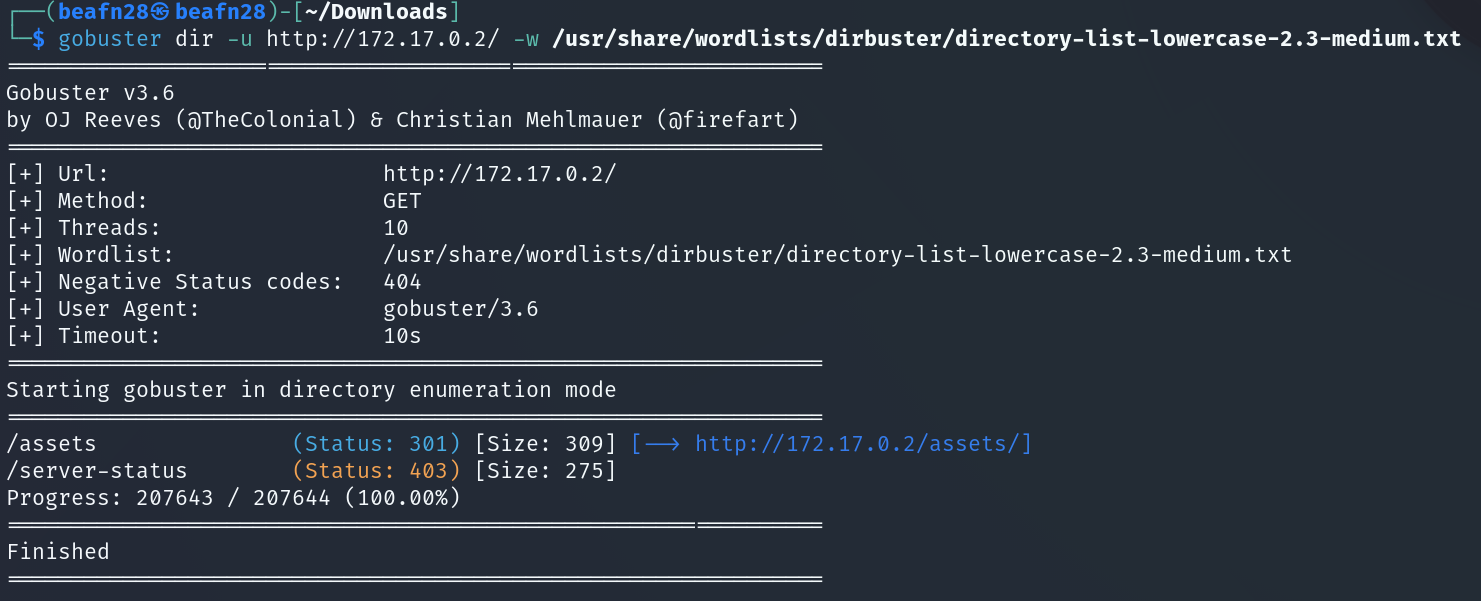 ┌──(beafn28㉿beafn28)-[~/Downloads]
└─$ gobuster dir -u http://172.17.0.2/ -w /usr/share/wordlists/dirbuster/directory-list-lowercase-2.3-medium.txt
===============================================================
Gobuster v3.6
by OJ Reeves (@TheColonial) & Christian Mehlmauer (@firefart)
===============================================================
[+] Url:                     http://172.17.0.2/
[+] Method:                  GET
[+] Threads:                 10
[+] Wordlist:                /usr/share/wordlists/dirbuster/directory-list-lowercase-2.3-medium.txt
[+] Negative Status codes:   404
[+] User Agent:              gobuster/3.6
[+] Timeout:                 10s
===============================================================
Starting gobuster in directory enumeration mode
===============================================================
/assets               (Status: 301) [Size: 309] [--> http://172.17.0.2/assets/]
/server-status        (Status: 403) [Size: 275]
Progress: 207643 / 207644 (100.00%)
===============================================================
Finished
===============================================================